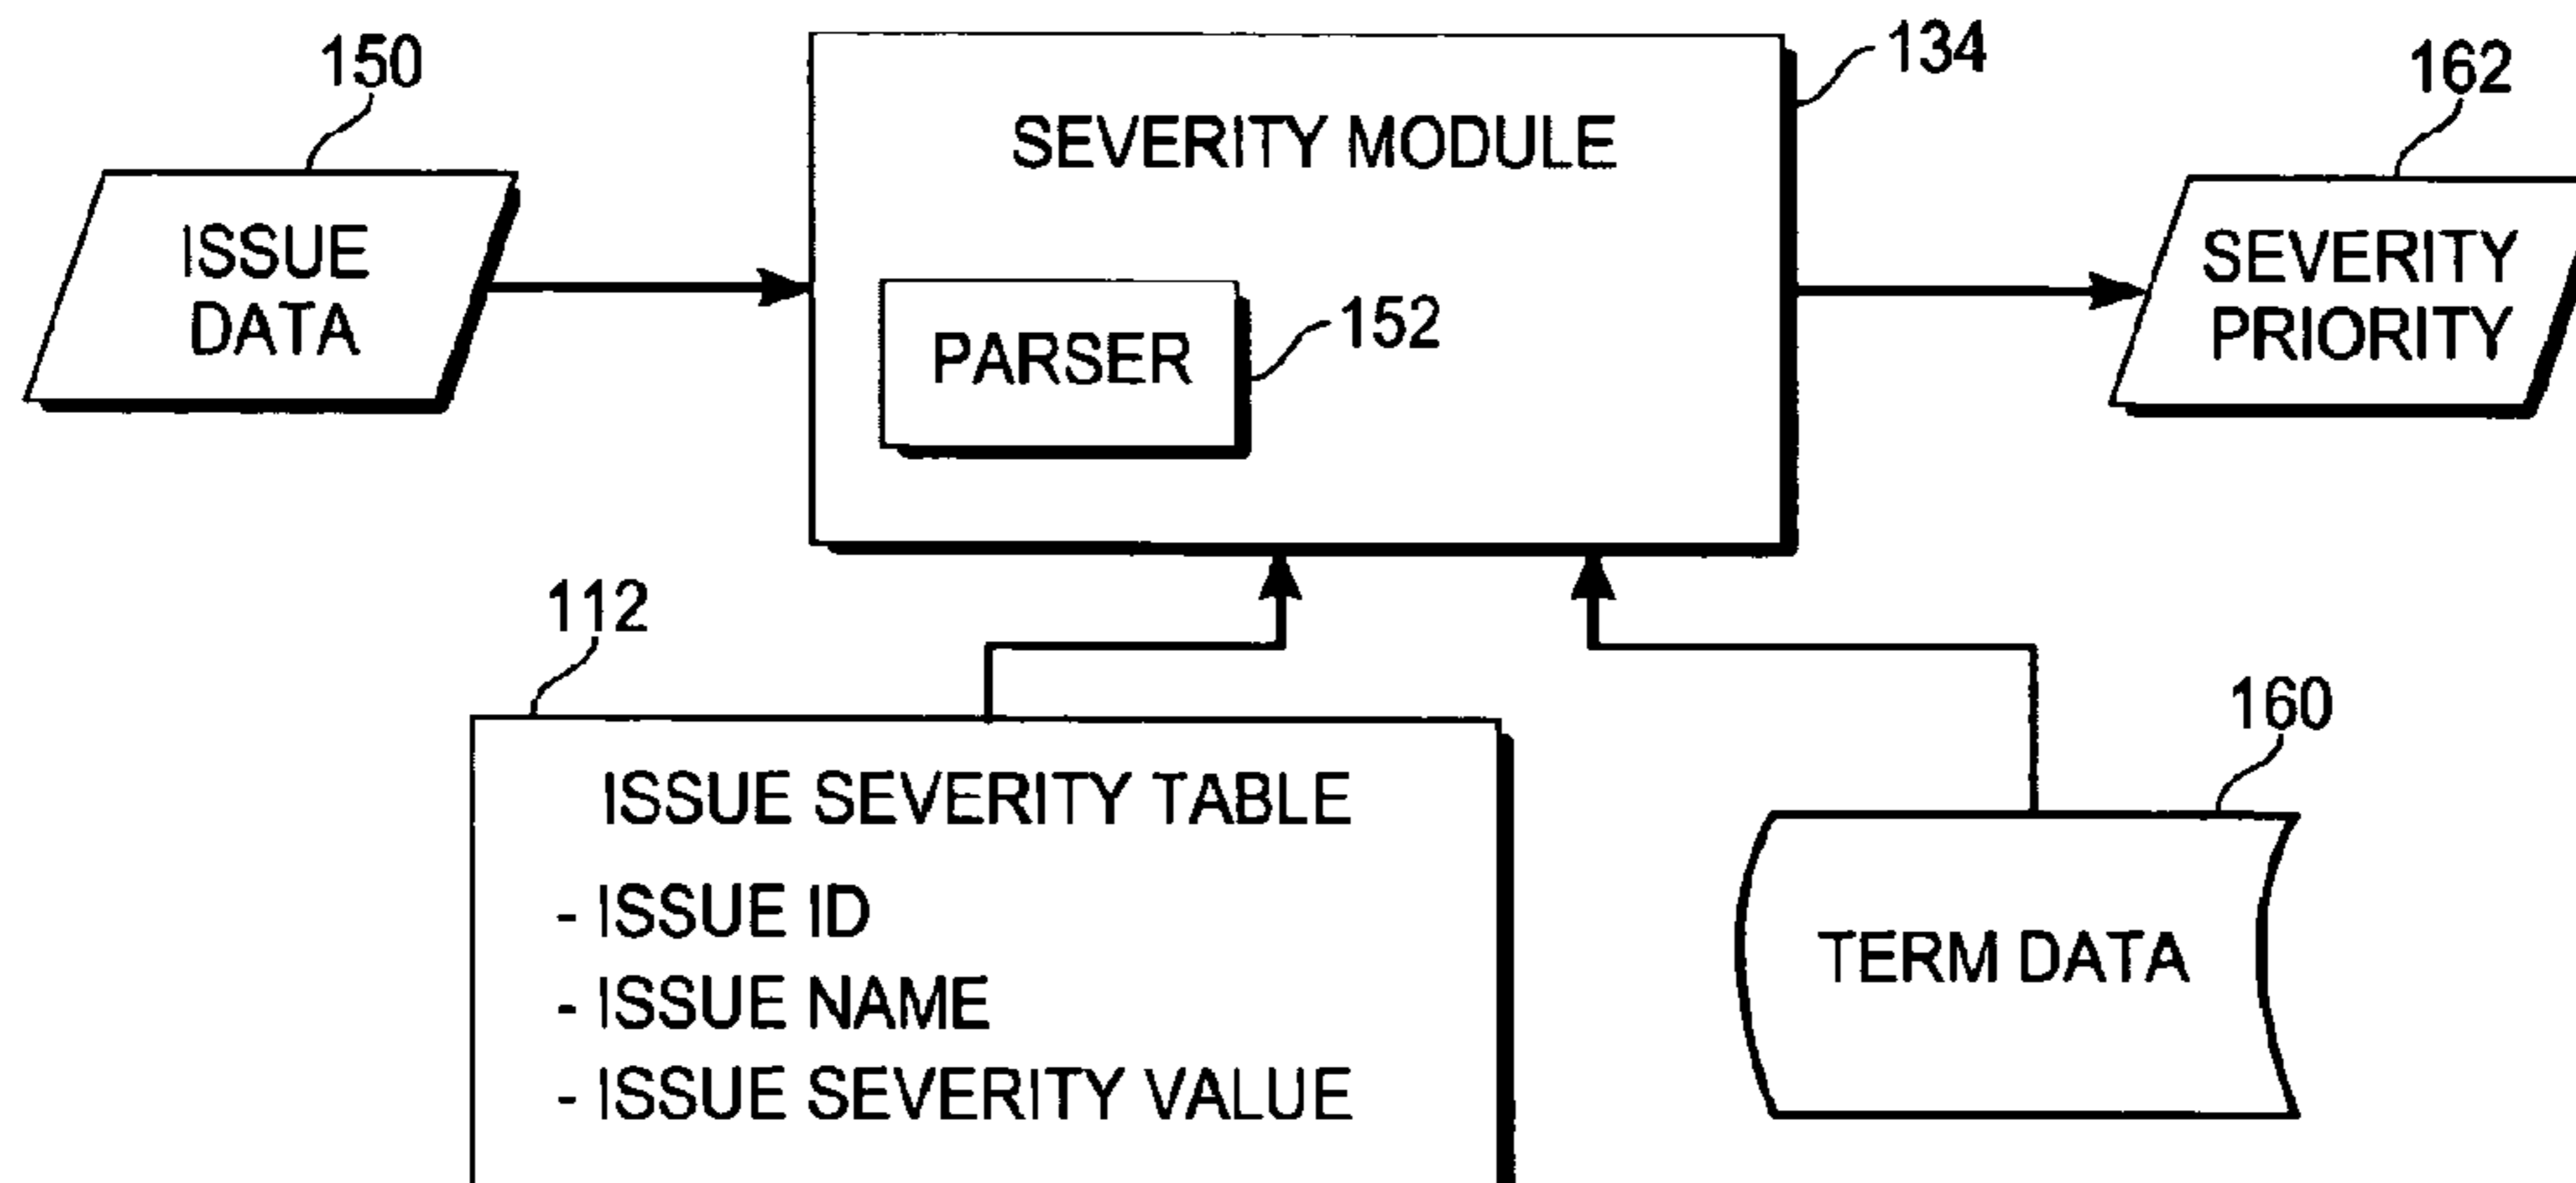 150
134
162
SEVERITY MODULE
ISSUE
DATA
SEVERITY
PRIORITY
PARSER
152
112
160
ISSUE SEVERITY TABLE
- ISSUE ID
- ISSUE NAME
- ISSUE SEVERITY VALUE
TERM DATA